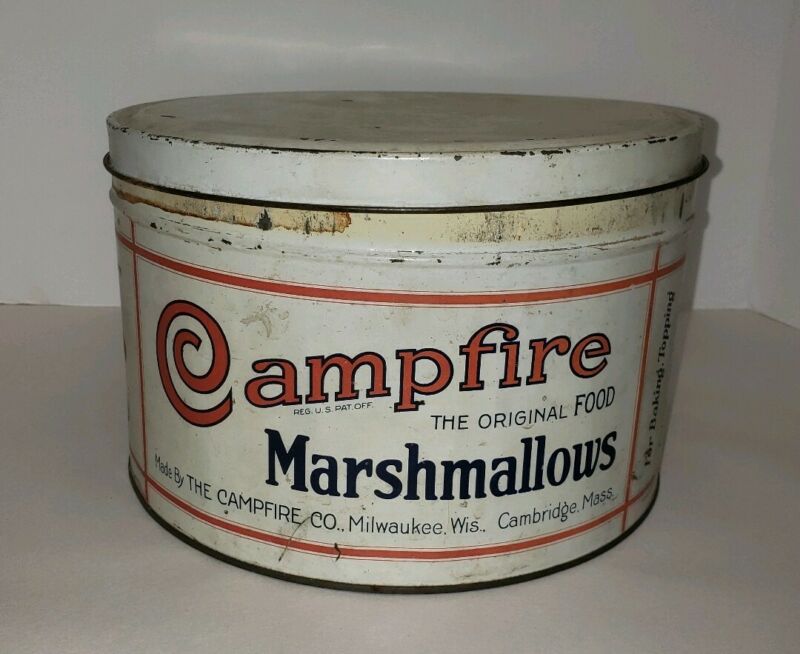 Campfire
REG. U.S. PAT. OFF.
THE ORIGINAL FOOD
Marshmallows
Made By THE CAMPFIRE CO., Milwaukee, Wis., Cambridge, Mass.
For Baking, Topping